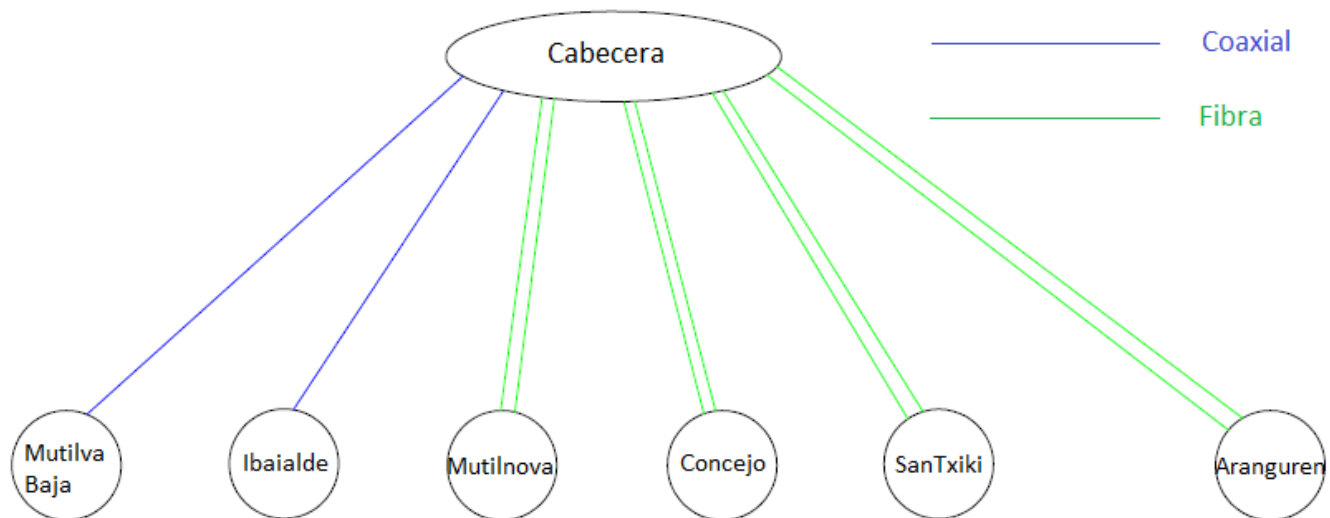 Cabecera
Coaxial
Fibra
Mutilva
Baja
Ibaialde
Mutilnova
Concejo
SanTxiki
Aranguren